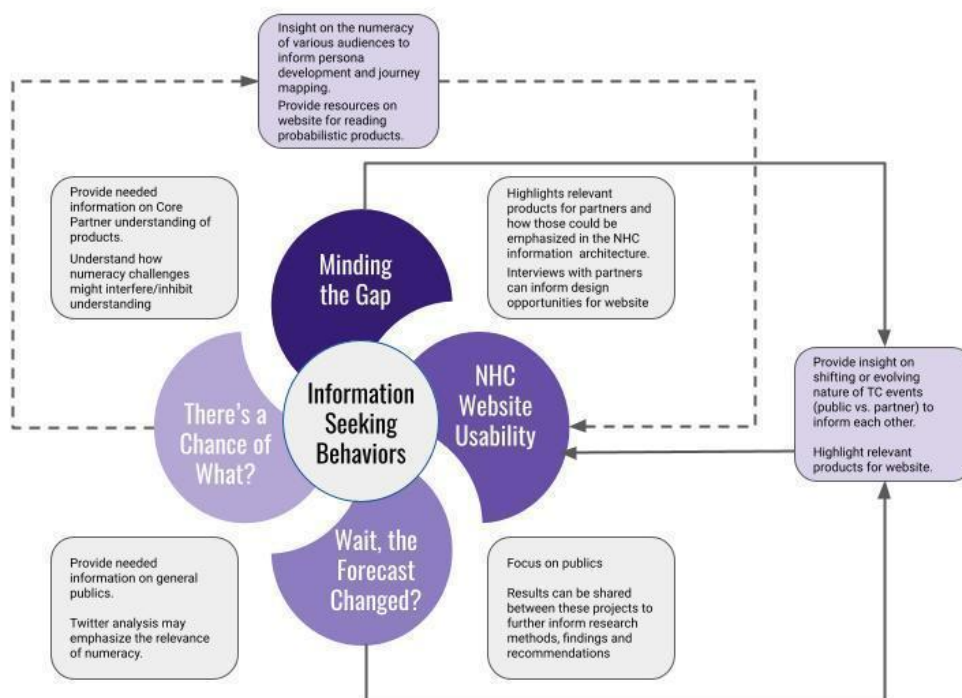 Insight on the numeracy
of various audiences to
inform persona
development and journey
mapping.
Provide resources on
website for reading
probabilistic products.
Provide needed
information on Core
Partner understanding of
products.
Understand how
numeracy challenges
might interfere/inhibit
understanding
Highlights relevant
products for partners and
how those could be
emphasized in the NHC
information architecture.
Interviews with partners
can inform design
opportunities for website
Minding
the Gap
NHC
Website
Usability
Information
Seeking
Behaviors
There's a
Chance of
What?
Wait, the
Forecast
Changed?
Provide insight on
shifting or evolving
nature of TC events
(public vs. partner) to
inform each other.
Highlight relevant
products for website.
Provide needed
information on general
publics.
Twitter analysis may
emphasize the relevance
of numeracy.
Focus on publics
Results can be shared
between these projects to
further inform research
methods, findings and
recommendations